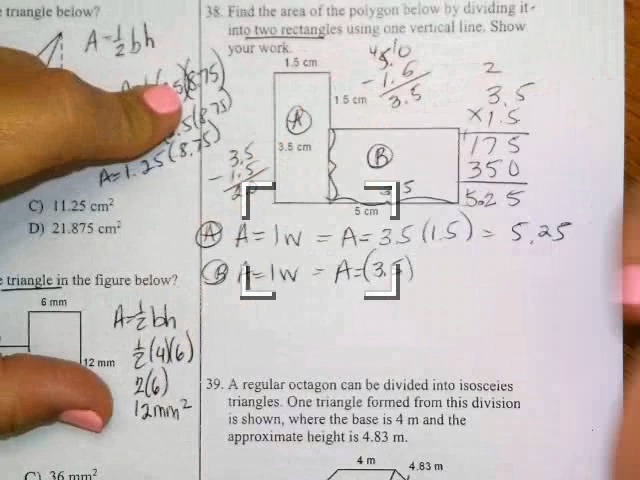 e triangle below?
A=½bh
5(8.75)
.5(8.75)
A=1.25(8.75)
C) 11.25 cm²
D) 21.875 cm²
e triangle in the figure below?
6 mm
12 mm
A=½bh
½(4)(6)
2(6)
12mm²
C) 36 mm²
38. Find the area of the polygon below by dividing it
into two rectangles using one vertical line. Show
your work.
1.5 cm
1.5 cm
3.5 cm
5 cm
A
B
3.5
- 1.5
2.0
- 1.5
3.5
2
3.5
×1.5
175
350
5.25
A A=lw = A=3.5(1.5) = 5.25
B A=lw = A=(3.5)
39. A regular octagon can be divided into isosceles
triangles. One triangle formed from this division
is shown, where the base is 4 m and the
approximate height is 4.83 m.
4 m
4.83 m